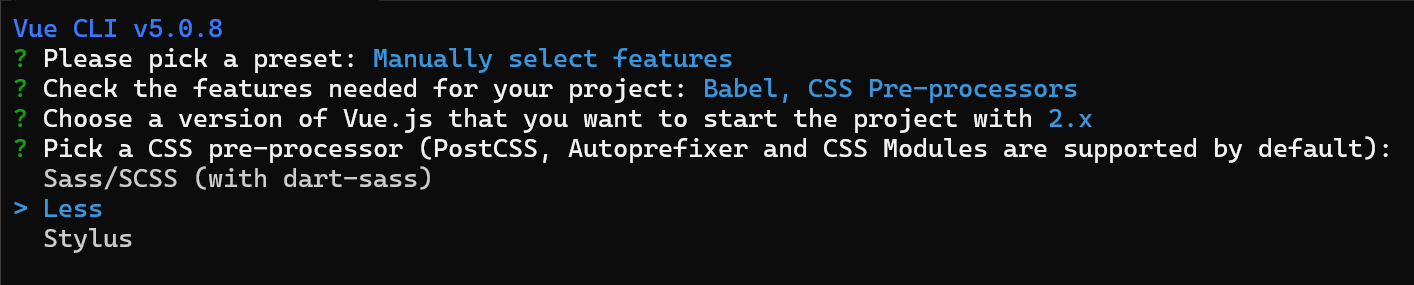 Vue CLI v5.0.8
? Please pick a preset: Manually select features
? Check the features needed for your project: Babel, CSS Pre-processors
? Choose a version of Vue.js that you want to start the project with 2.x
? Pick a CSS pre-processor (PostCSS, Autoprefixer and CSS Modules are supported by default):
  Sass/SCSS (with dart-sass)
> Less
  Stylus